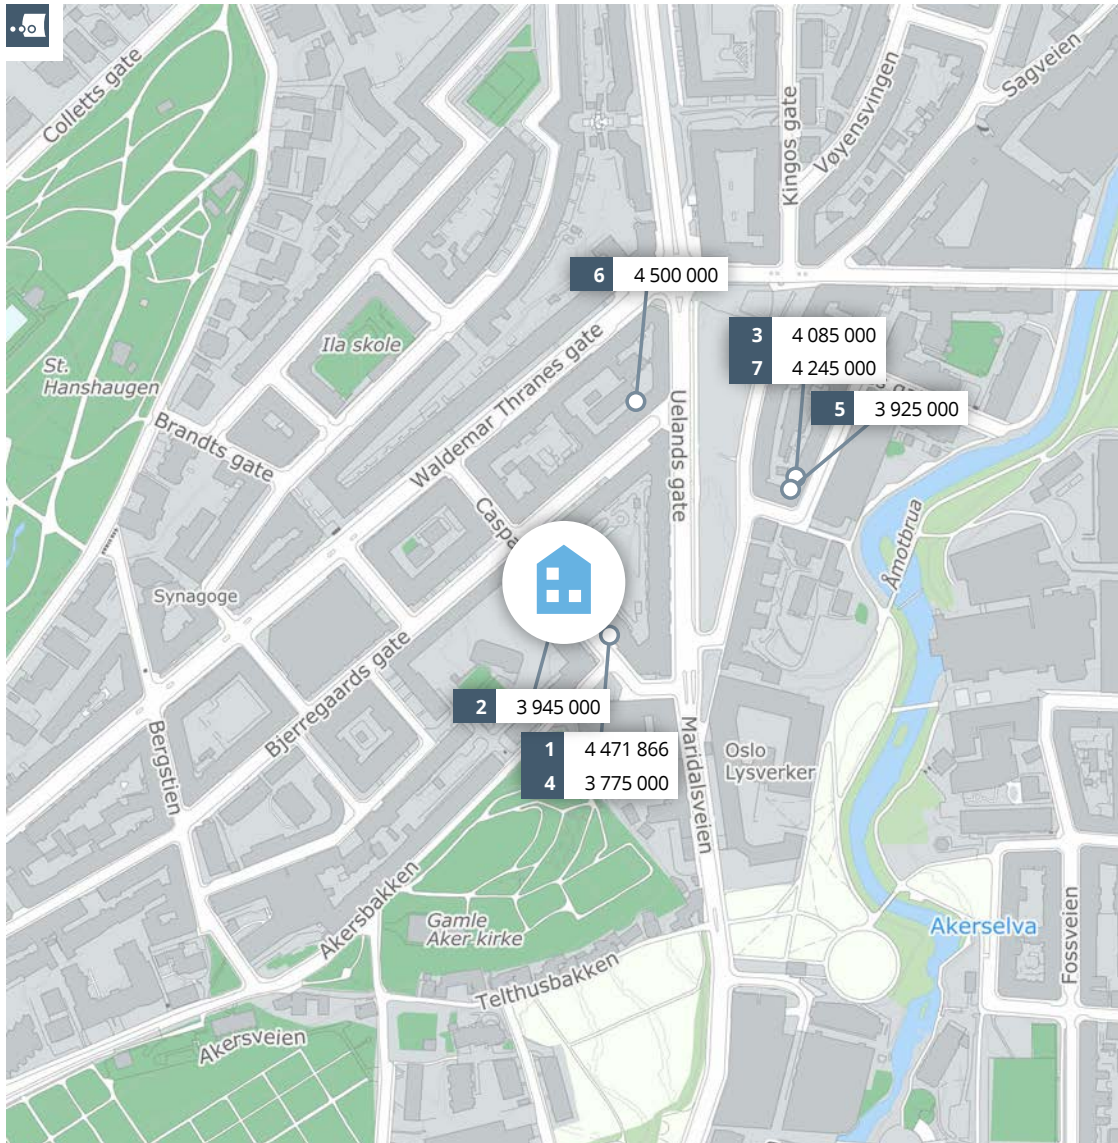 Colletts gate
Sagveien
Vøyensvingen
Kingos gate
6 4 500 000
3 4 085 000
7 4 245 000
5 3 925 000
Ila skole
St.
Hanshaugen
Waldemar Thranes gate
Uelands gate
Brandts gate
Åmotbrua
Synagoge
Bjerregaards gate
2 3 945 000
1 4 471 866
4 3 775 000
Bergstien
Maridalsveien
Oslo
Lysverker
Akersbakken
Gamle
Aker kirke
Akerselva
Fossveien
Telthusbakken
Akersveien